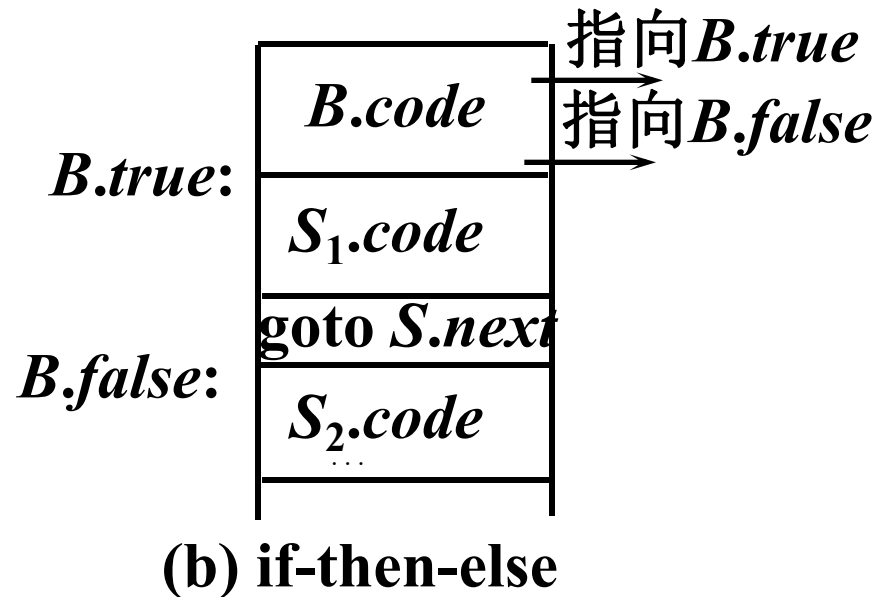 指向B.true
B.code
指向B.false
B.true:
S₁.code
goto S.next
B.false:
S₂.code
...
(b) if-then-else